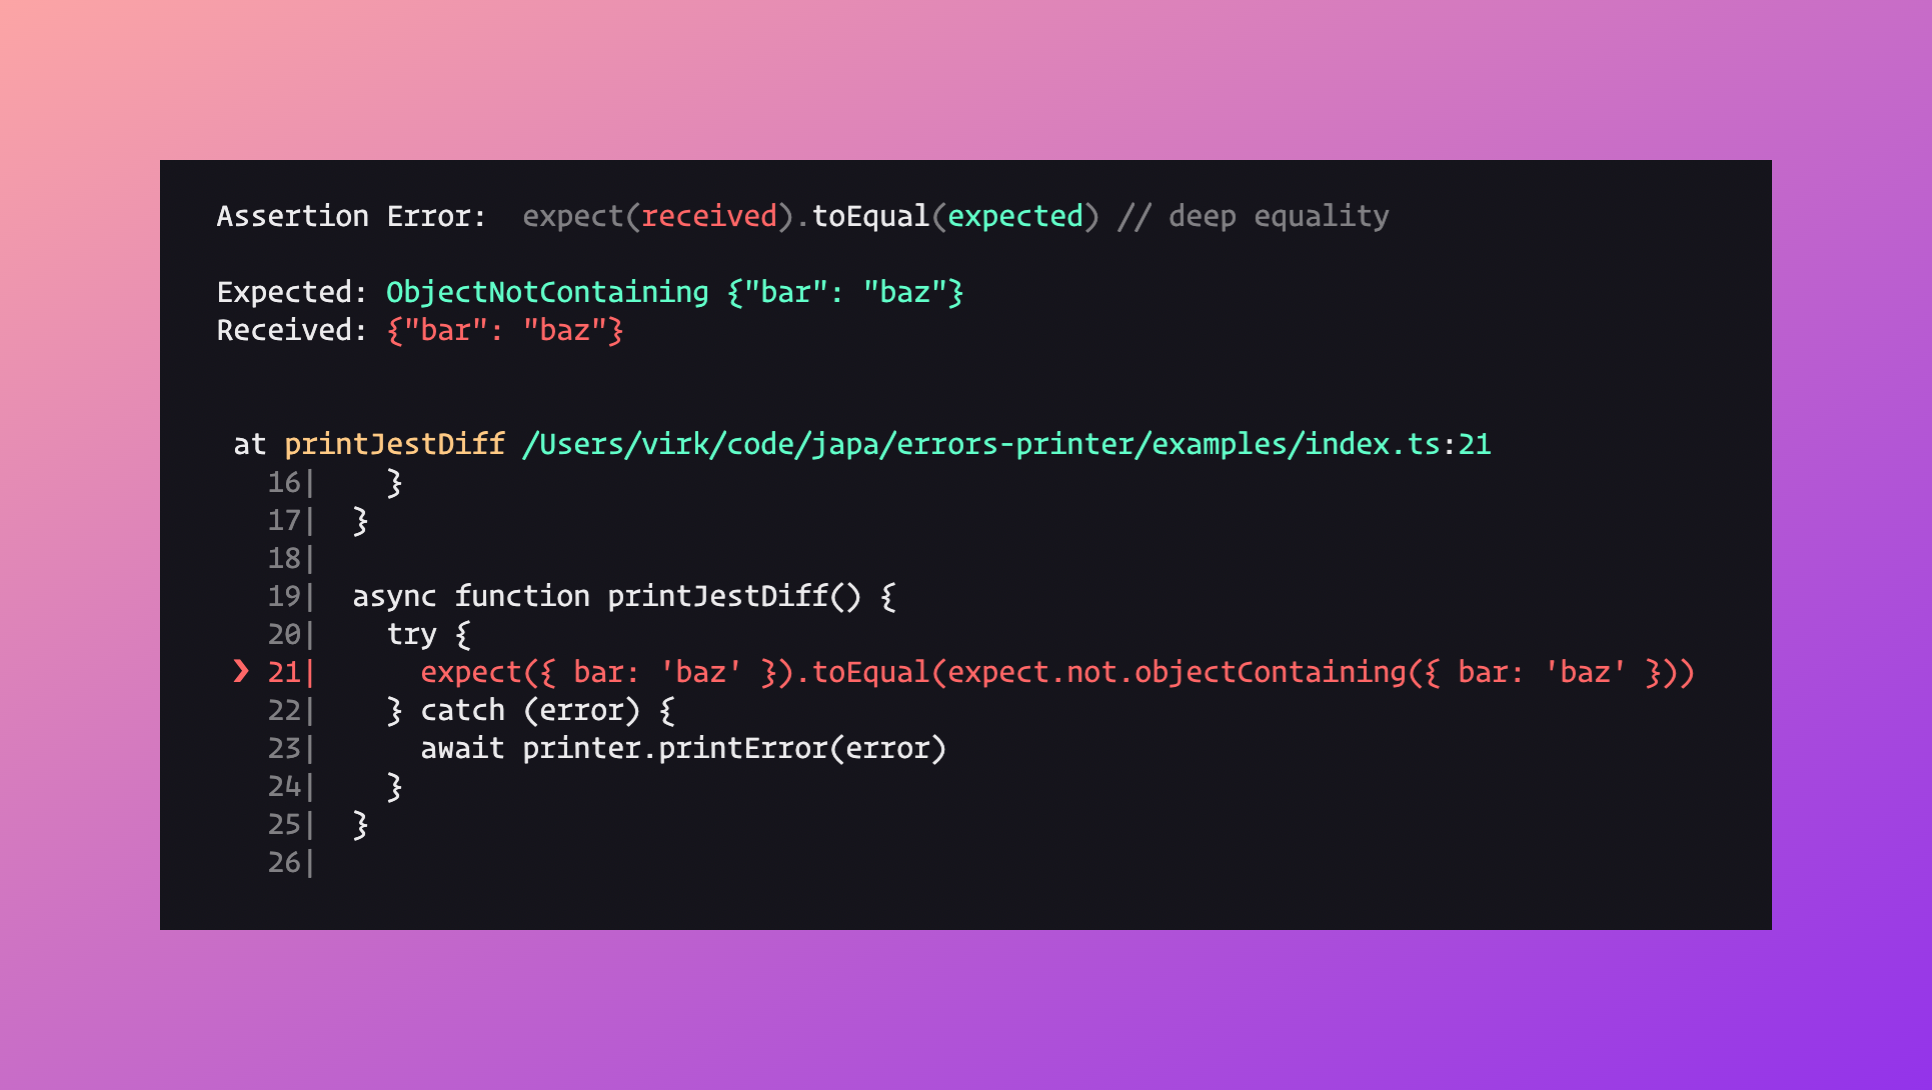 Assertion Error:  expect(received).toEqual(expected) // deep equality
Expected: ObjectNotContaining {"bar": "baz"}
Received: {"bar": "baz"}
at printJestDiff /Users/virk/code/japa/errors-printer/examples/index.ts:21
16|    }
17|  }
18|
19|  async function printJestDiff() {
20|    try {
❯ 21|      expect({ bar: 'baz' }).toEqual(expect.not.objectContaining({ bar: 'baz' }))
22|    } catch (error) {
23|      await printer.printError(error)
24|    }
25|  }
26|